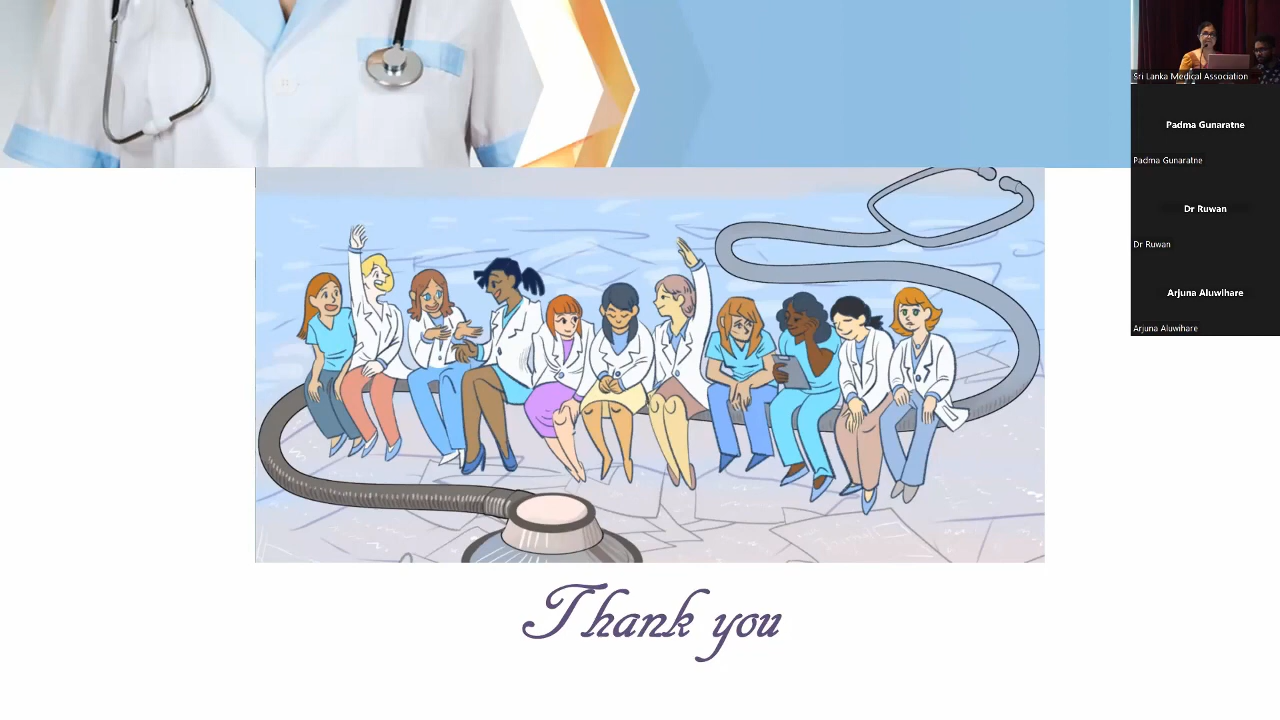 Sri Lanka Medical Association
Padma Gunaratne
Padma Gunaratne
Dr Ruwan
Dr Ruwan
Arjuna Aluwihare
Arjuna Aluwihare
Thank you